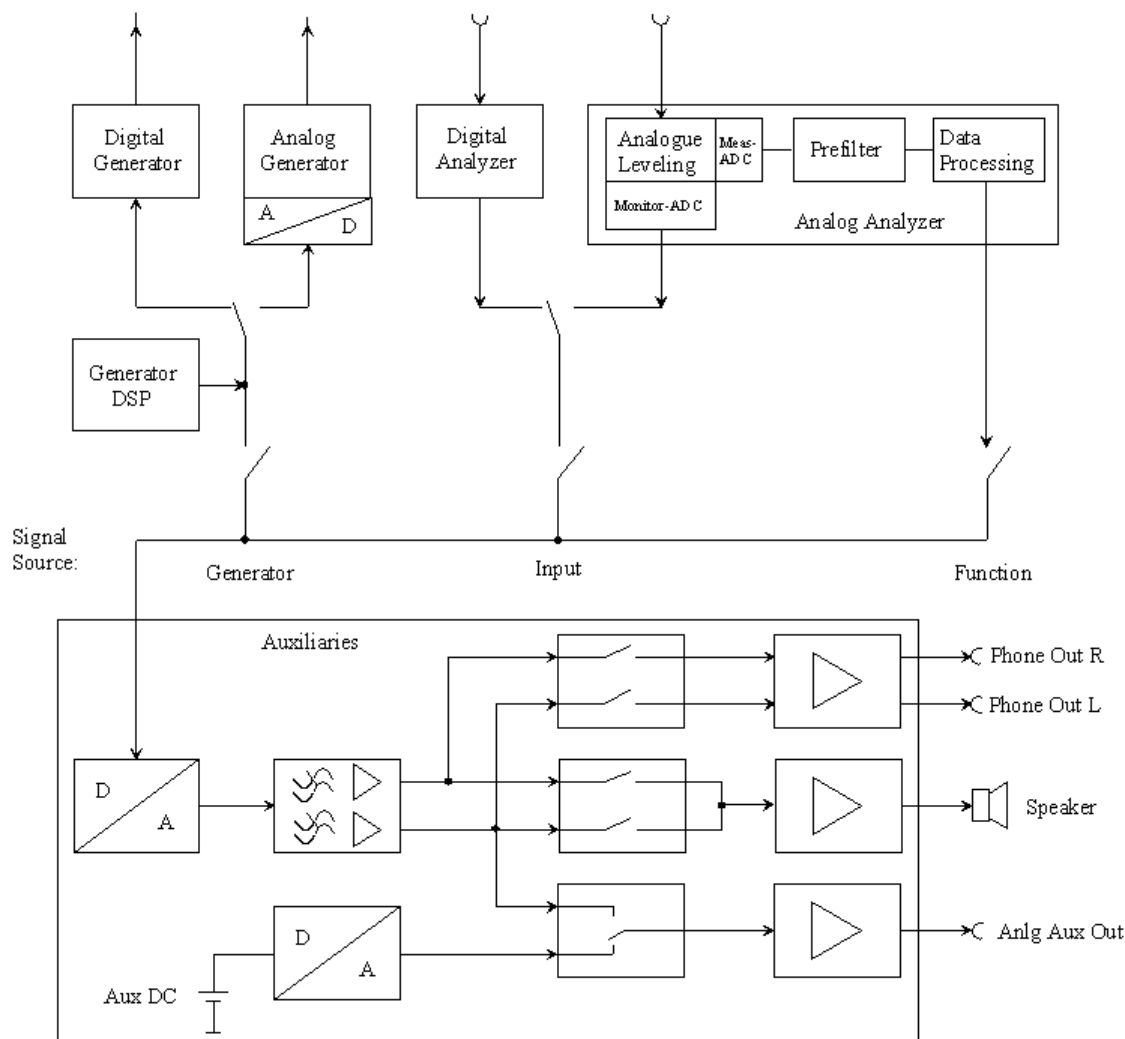 Digital
Generator
Analog
Generator
A
D
Digital
Analyzer
Analogue
Leveling
Meas-
ADC
Monitor-ADC
Prefilter
Data
Processing
Analog Analyzer
Generator
DSP
Signal
Source:
Generator
Input
Function
Auxiliaries
Phone Out R
Phone Out L
D
A
Speaker
D
A
Aux DC
Anlg Aux Out